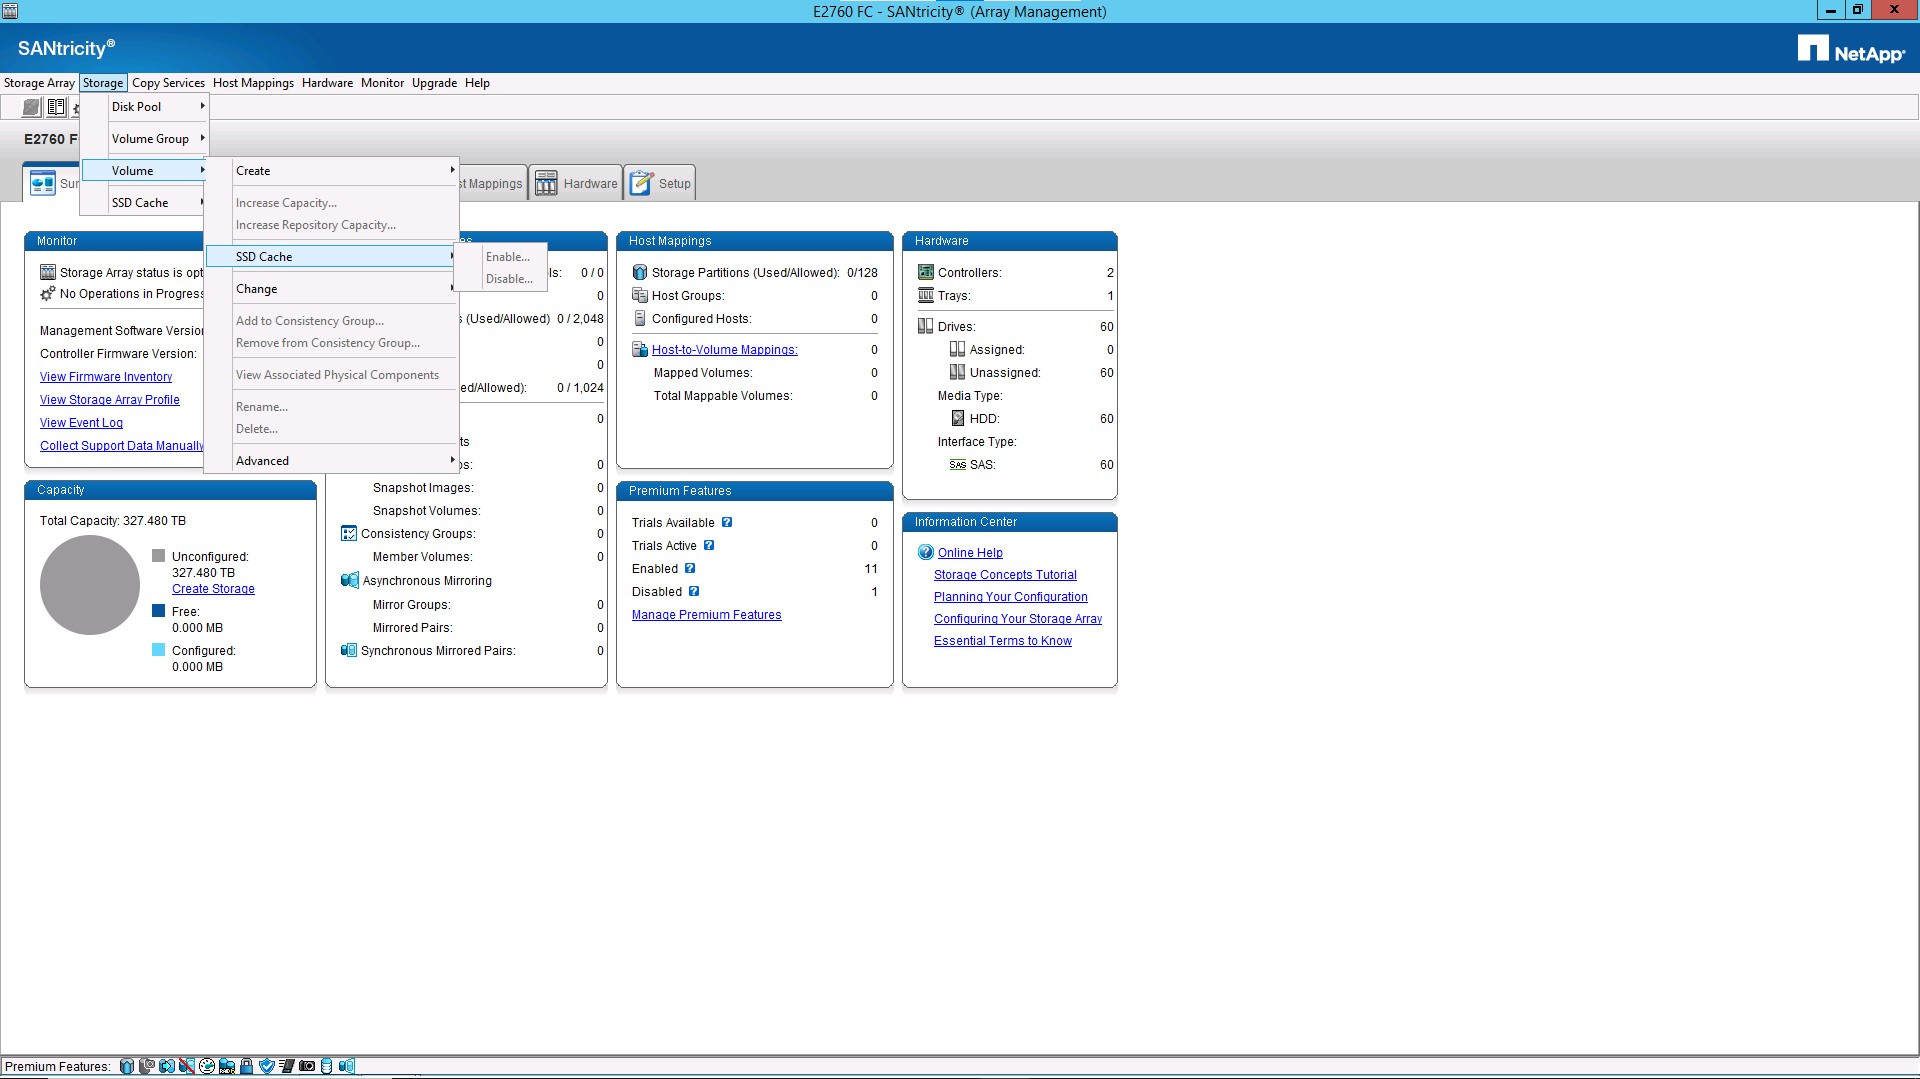 E2760 FC - SANtricity® (Array Management)
SANtricity®
NetApp®
Storage Array Storage Copy Services Host Mappings Hardware Monitor Upgrade Help
Disk Pool
Volume Group
Volume
SSD Cache
Create
Increase Capacity...
Increase Repository Capacity...
SSD Cache
Change
Add to Consistency Group...
Remove from Consistency Group...
View Associated Physical Components
Rename...
Delete...
Advanced
Enable...
Disable...
E2760 F
Sur
st Mappings
Hardware
Setup
Monitor
Storage Array status is opt
No Operations in Progress
Management Software Versio
Controller Firmware Version:
View Firmware Inventory
View Storage Array Profile
View Event Log
Collect Support Data Manually
Capacity
Total Capacity: 327.480 TB
Unconfigured:
327.480 TB
Create Storage
Free:
0.000 MB
Configured:
0.000 MB
es
ls: 0 / 0
0
s (Used/Allowed) 0 / 2,048
0
0
ed/Allowed): 0 / 1,024
0
ts
os: 0
Snapshot Images: 0
Snapshot Volumes: 0
Consistency Groups: 0
Member Volumes: 0
Asynchronous Mirroring
Mirror Groups: 0
Mirrored Pairs: 0
Synchronous Mirrored Pairs: 0
Host Mappings
Storage Partitions (Used/Allowed): 0/128
Host Groups: 0
Configured Hosts: 0
Host-to-Volume Mappings: 0
Mapped Volumes: 0
Total Mappable Volumes: 0
Premium Features
Trials Available ? 0
Trials Active ? 0
Enabled ? 11
Disabled ? 1
Manage Premium Features
Hardware
Controllers: 2
Trays: 1
Drives: 60
Assigned: 0
Unassigned: 60
Media Type:
HDD: 60
Interface Type:
SAS SAS: 60
Information Center
? Online Help
Storage Concepts Tutorial
Planning Your Configuration
Configuring Your Storage Array
Essential Terms to Know
Premium Features: